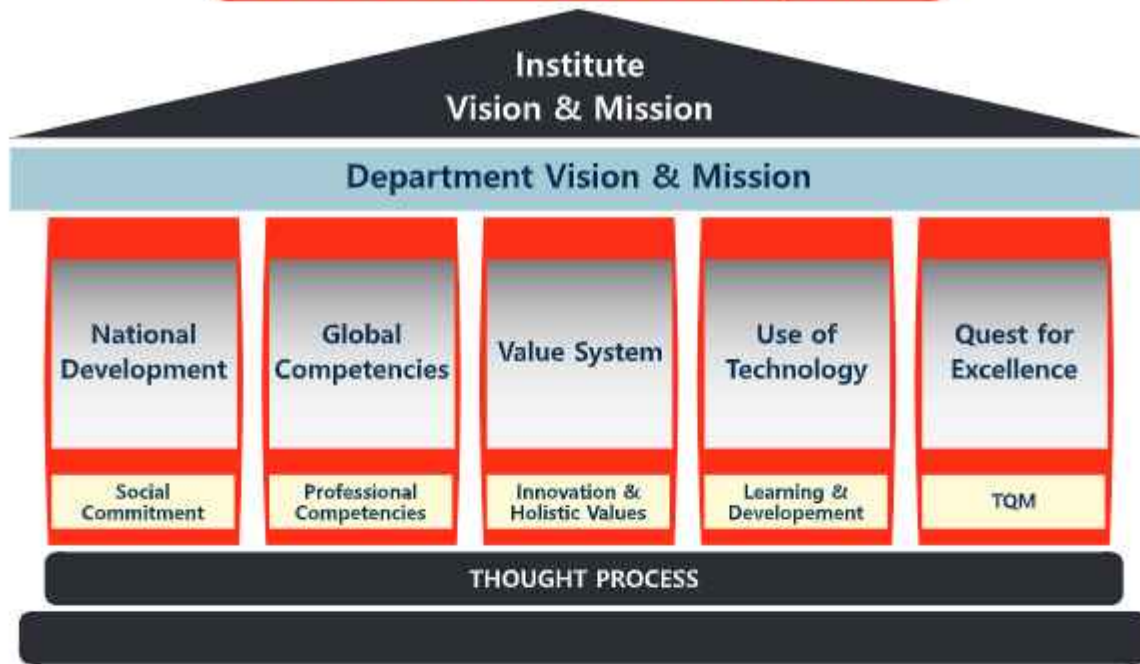 Institute
Vision & Mission
Department Vision & Mission
National
Development
Global
Competencies
Value System
Use of
Technology
Quest for
Excellence
Social
Commitment
Professional
Competencies
Innovation &
Holistic Values
Learning &
Developement
TQM
THOUGHT PROCESS